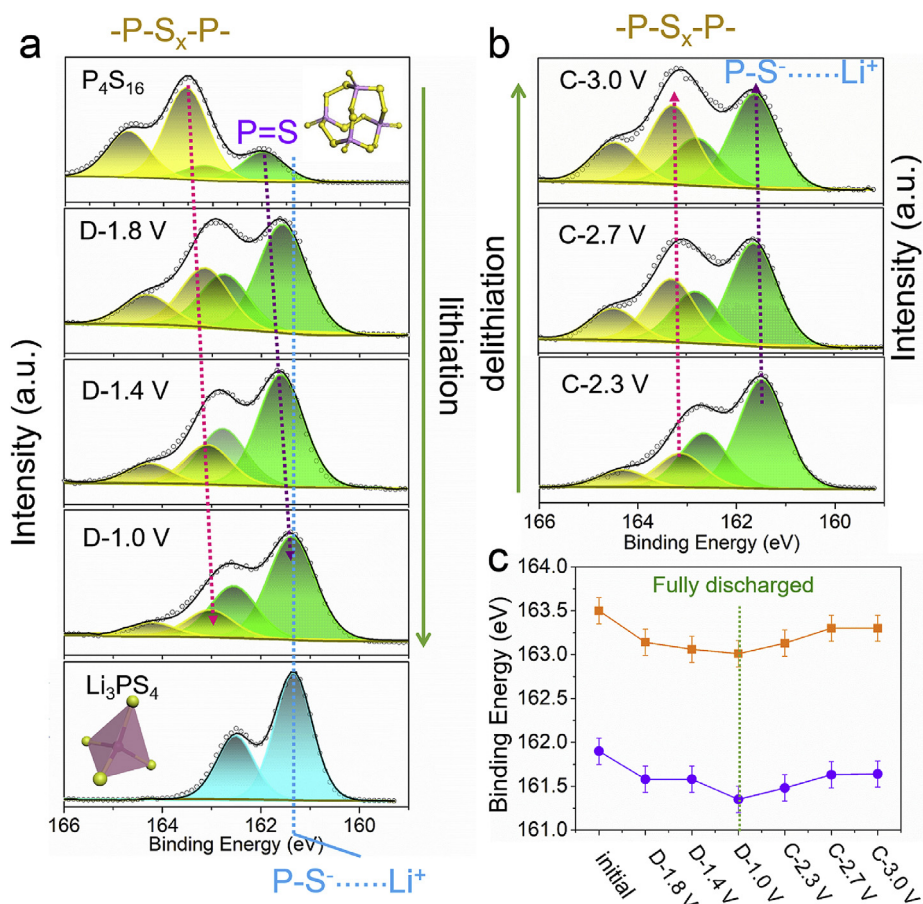 a
-P-Sₓ-P-
P₄S₁₆
P=S
D-1.8 V
D-1.4 V
D-1.0 V
Li₃PS₄
Intensity (a.u.)
lithiation
166 164 162 160
Binding Energy (eV)
P-S⁻······Li⁺
b
-P-Sₓ-P-
P-S⁻······Li⁺
C-3.0 V
C-2.7 V
C-2.3 V
delithiation
Intensity (a.u.)
166 164 162 160
Binding Energy (eV)
c
Fully discharged
Binding Energy (eV)
164.0
163.5
163.0
162.5
162.0
161.5
161.0
initial
D-1.8 V
D-1.4 V
D-1.0 V
C-2.3 V
C-2.7 V
C-3.0 V